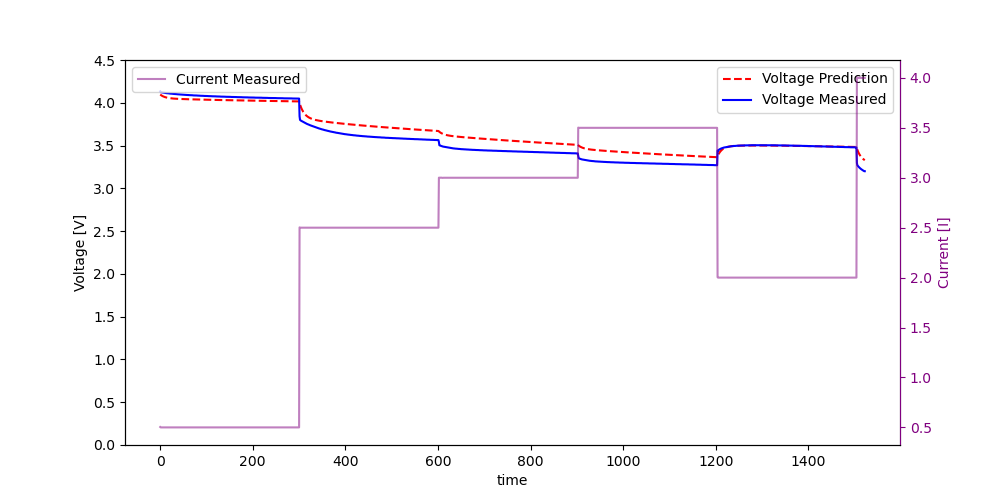 Current Measured
Voltage Prediction
Voltage Measured
4.5
4.0
3.5
3.0
2.5
2.0
1.5
1.0
0.5
0.0
Voltage [V]
4.0
3.5
3.0
2.5
2.0
1.5
1.0
0.5
Current [I]
0 200 400 600 800 1000 1200 1400
time